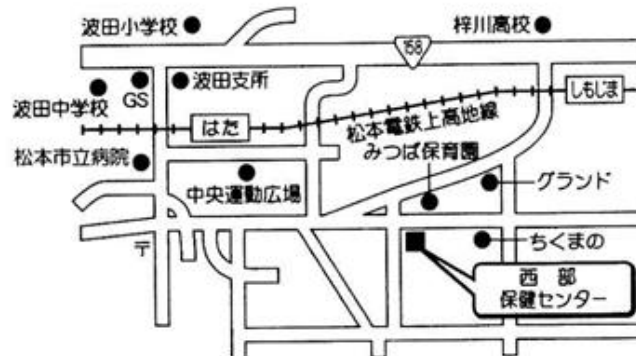 波田小学校
梓川高校
158
波田支所
GS
波田中学校
しもじま
はた
松本電鉄上高地線
松本市立病院
みつば保育園
グランド
中央運動広場
〒
ちくまの
西部
保健センター